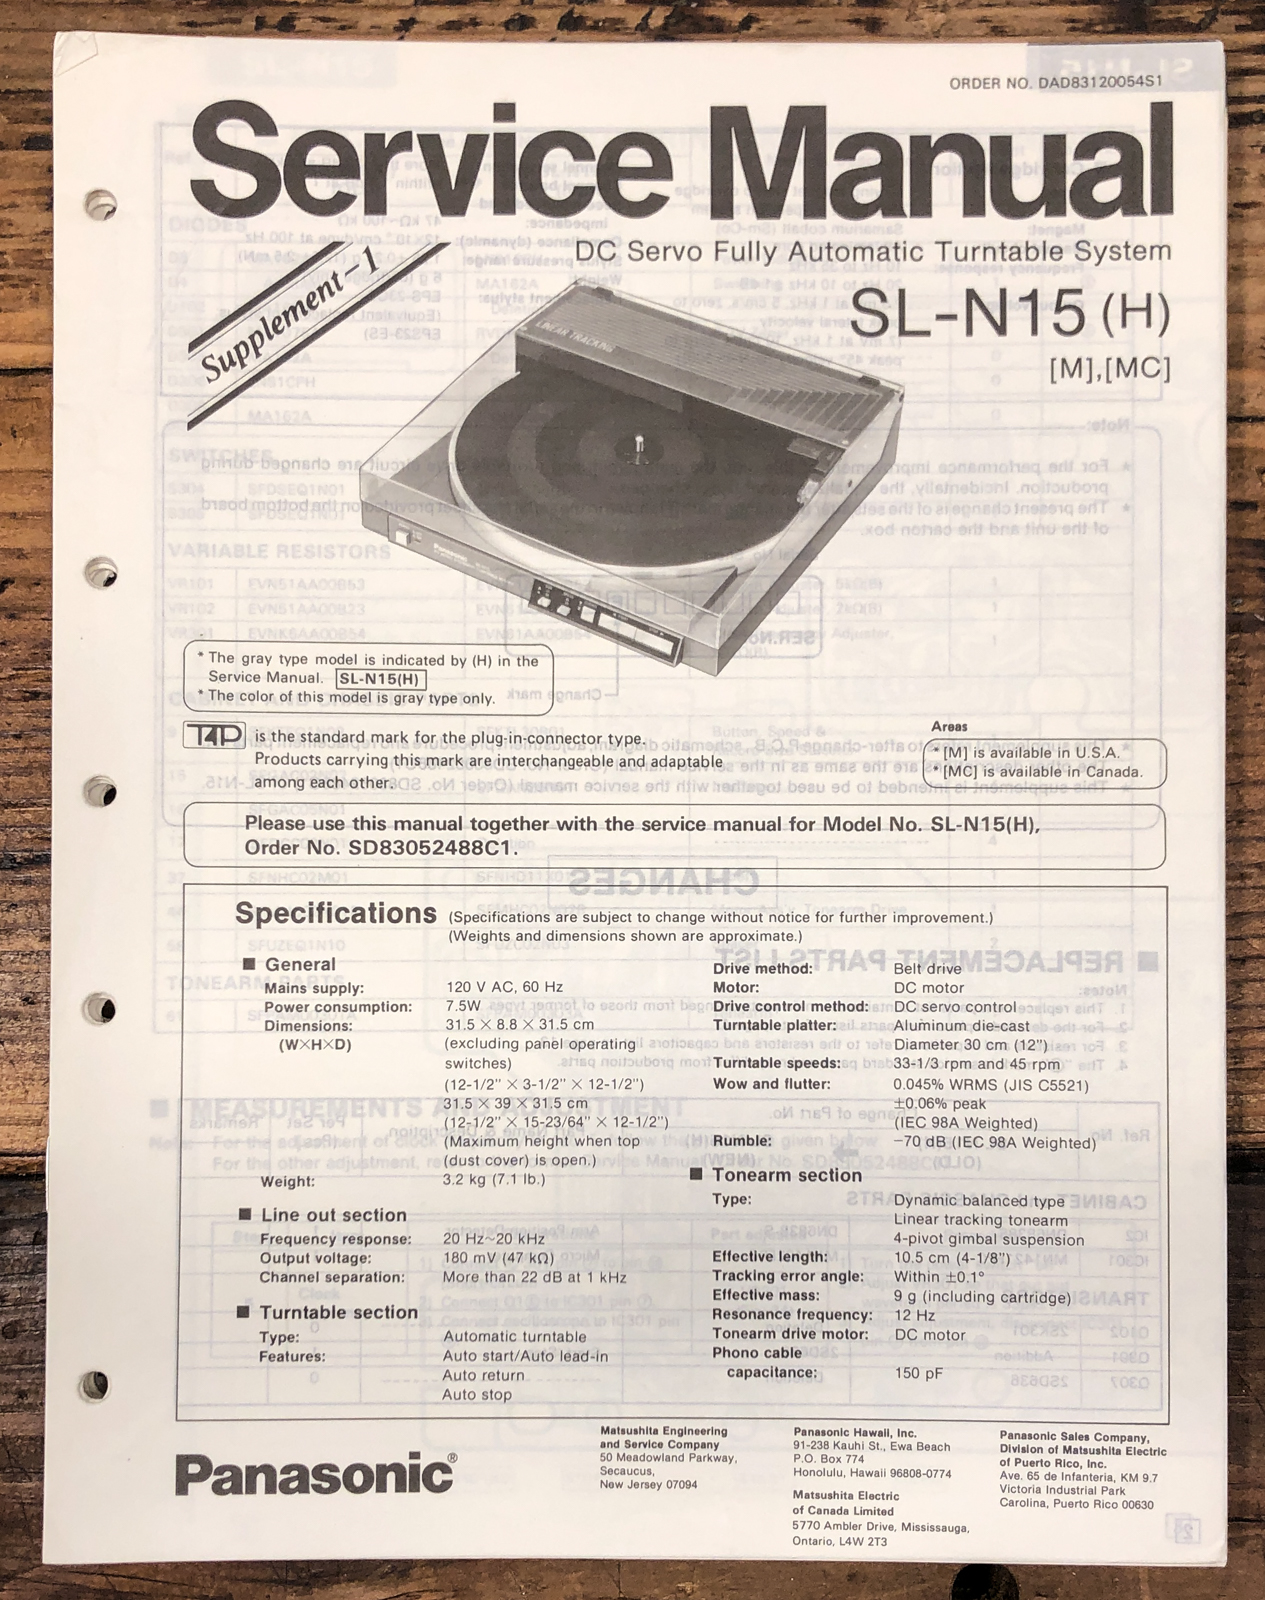 ORDER NO. DAD83120054S1
Service Manual
DC Servo Fully Automatic Turntable System
Supplement-1
SL-N15 (H)
[M],[MC]
LINEAR TRACKING
Panasonic
* The gray type model is indicated by (H) in the
Service Manual. SL-N15(H)
* The color of this model is gray type only.
T4P is the standard mark for the plug-in-connector type.
Products carrying this mark are interchangeable and adaptable
among each other.
Areas
* [M] is available in U.S.A.
* [MC] is available in Canada.
Please use this manual together with the service manual for Model No. SL-N15(H),
Order No. SD83052488C1.
Specifications (Specifications are subject to change without notice for further improvement.)
(Weights and dimensions shown are approximate.)
■ General
Mains supply: 120 V AC, 60 Hz
Power consumption: 7.5W
Dimensions: 31.5 × 8.8 × 31.5 cm
(W×H×D) (excluding panel operating
switches)
(12-1/2" × 3-1/2" × 12-1/2")
31.5 × 39 × 31.5 cm
(12-1/2" × 15-23/64" × 12-1/2")
(Maximum height when top
(dust cover) is open.)
Weight: 3.2 kg (7.1 lb.)
■ Line out section
Frequency response: 20 Hz~20 kHz
Output voltage: 180 mV (47 kΩ)
Channel separation: More than 22 dB at 1 kHz
■ Turntable section
Type: Automatic turntable
Features: Auto start/Auto lead-in
Auto return
Auto stop
Drive method: Belt drive
Motor: DC motor
Drive control method: DC servo control
Turntable platter: Aluminum die-cast
Diameter 30 cm (12")
Turntable speeds: 33-1/3 rpm and 45 rpm
Wow and flutter: 0.045% WRMS (JIS C5521)
±0.06% peak
(IEC 98A Weighted)
Rumble: −70 dB (IEC 98A Weighted)
■ Tonearm section
Type: Dynamic balanced type
Linear tracking tonearm
4-pivot gimbal suspension
Effective length: 10.5 cm (4-1/8")
Tracking error angle: Within ±0.1°
Effective mass: 9 g (including cartridge)
Resonance frequency: 12 Hz
Tonearm drive motor: DC motor
Phono cable
capacitance: 150 pF
Panasonic®
Matsushita Engineering
and Service Company
50 Meadowland Parkway,
Secaucus,
New Jersey 07094
Panasonic Hawaii, Inc.
91-238 Kauhi St., Ewa Beach
P.O. Box 774
Honolulu, Hawaii 96808-0774
Matsushita Electric
of Canada Limited
5770 Ambler Drive, Mississauga,
Ontario, L4W 2T3
Panasonic Sales Company,
Division of Matsushita Electric
of Puerto Rico, Inc.
Ave. 65 de Infanteria, KM 9.7
Victoria Industrial Park
Carolina, Puerto Rico 00630